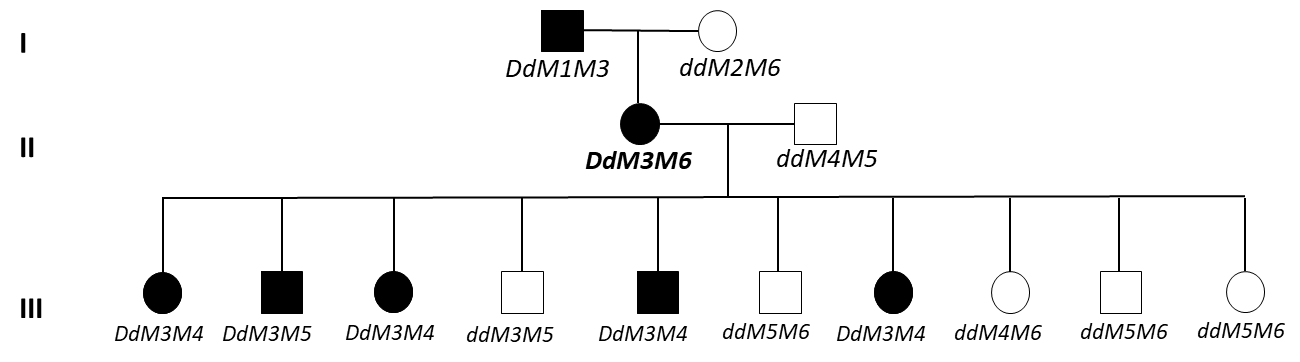 I
DdM1M3 ddM2M6
II
DdM3M6 ddM4M5
III
DdM3M4 DdM3M5 DdM3M4 ddM3M5 DdM3M4 ddM5M6 DdM3M4 ddM4M6 ddM5M6 ddM5M6